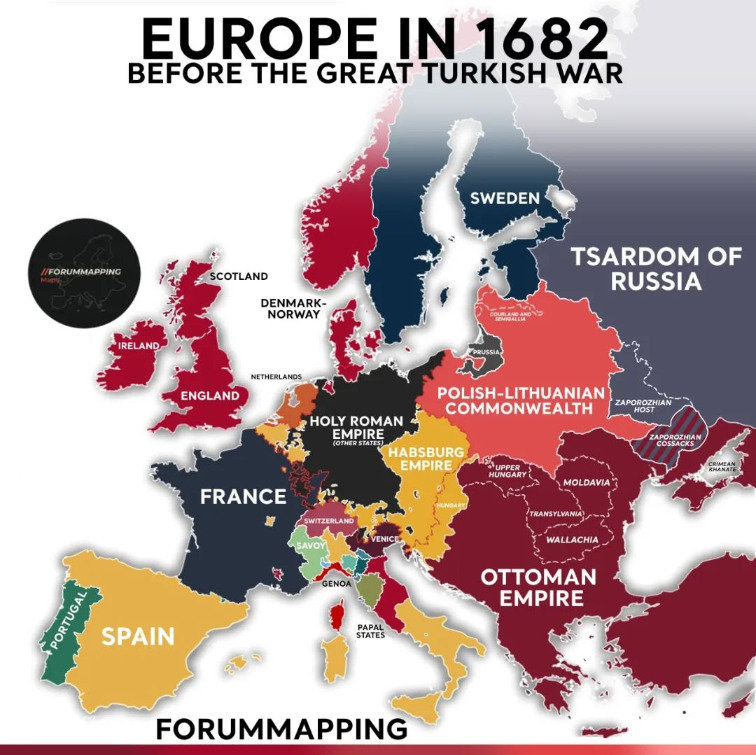 EUROPE IN 1682
BEFORE THE GREAT TURKISH WAR
SWEDEN
TSARDOM OF
RUSSIA
//FORUMMAPPING
Maps
SCOTLAND
DENMARK-
NORWAY
COURLAND AND
SEMIGALLIA
IRELAND
PRUSSIA
NETHERLANDS
ENGLAND
POLISH-LITHUANIAN
COMMONWEALTH
ZAPOROZHIAN
HOST
HOLY ROMAN
EMPIRE
(OTHER STATES)
ZAPOROZHIAN
COSSACKS
HABSBURG
EMPIRE
UPPER
HUNGARY
CRIMEAN
KHANATE
MOLDAVIA
FRANCE
HUNGARY
TRANSYLVANIA
SWITZERLAND
VENICE
WALLACHIA
SAVOY
GENOA
OTTOMAN
EMPIRE
PORTUGAL
SPAIN
PAPAL
STATES
FORUMMAPPING